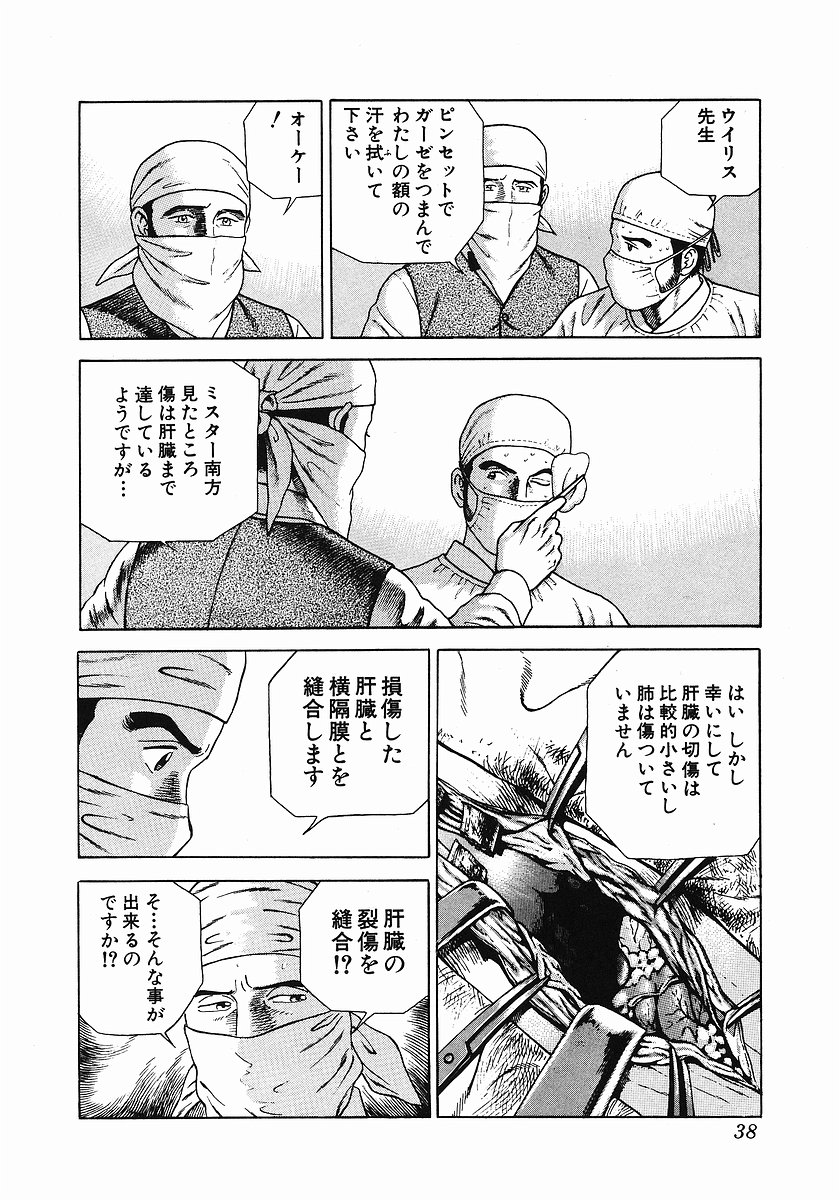 ウイリス
先生
ピンセットで
ガーゼをつまんで
わたしの額の
汗を拭いて
ふ
下さい
オーケー
!
ミスター南方
見たところ
傷は肝臓まで
達している
ようですが…
はい しかし
幸いにして
肝臓の切傷は
比較的小さいし
肺は傷ついて
いません
損傷した
肝臓と
横隔膜とを
縫合します
肝臓の
裂傷を
縫合!?
そ…そんな事が
出来るの
ですか!?
38